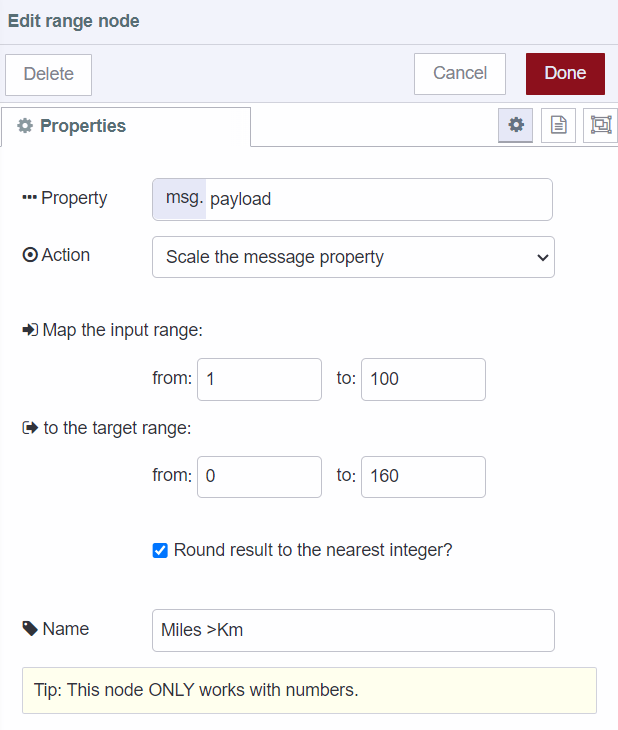 Edit range node
Delete
Cancel
Done
Properties
Property
msg. payload
Action
Scale the message property
Map the input range:
from: 1 to: 100
to the target range:
from: 0 to: 160
Round result to the nearest integer?
Name
Miles >Km
Tip: This node ONLY works with numbers.